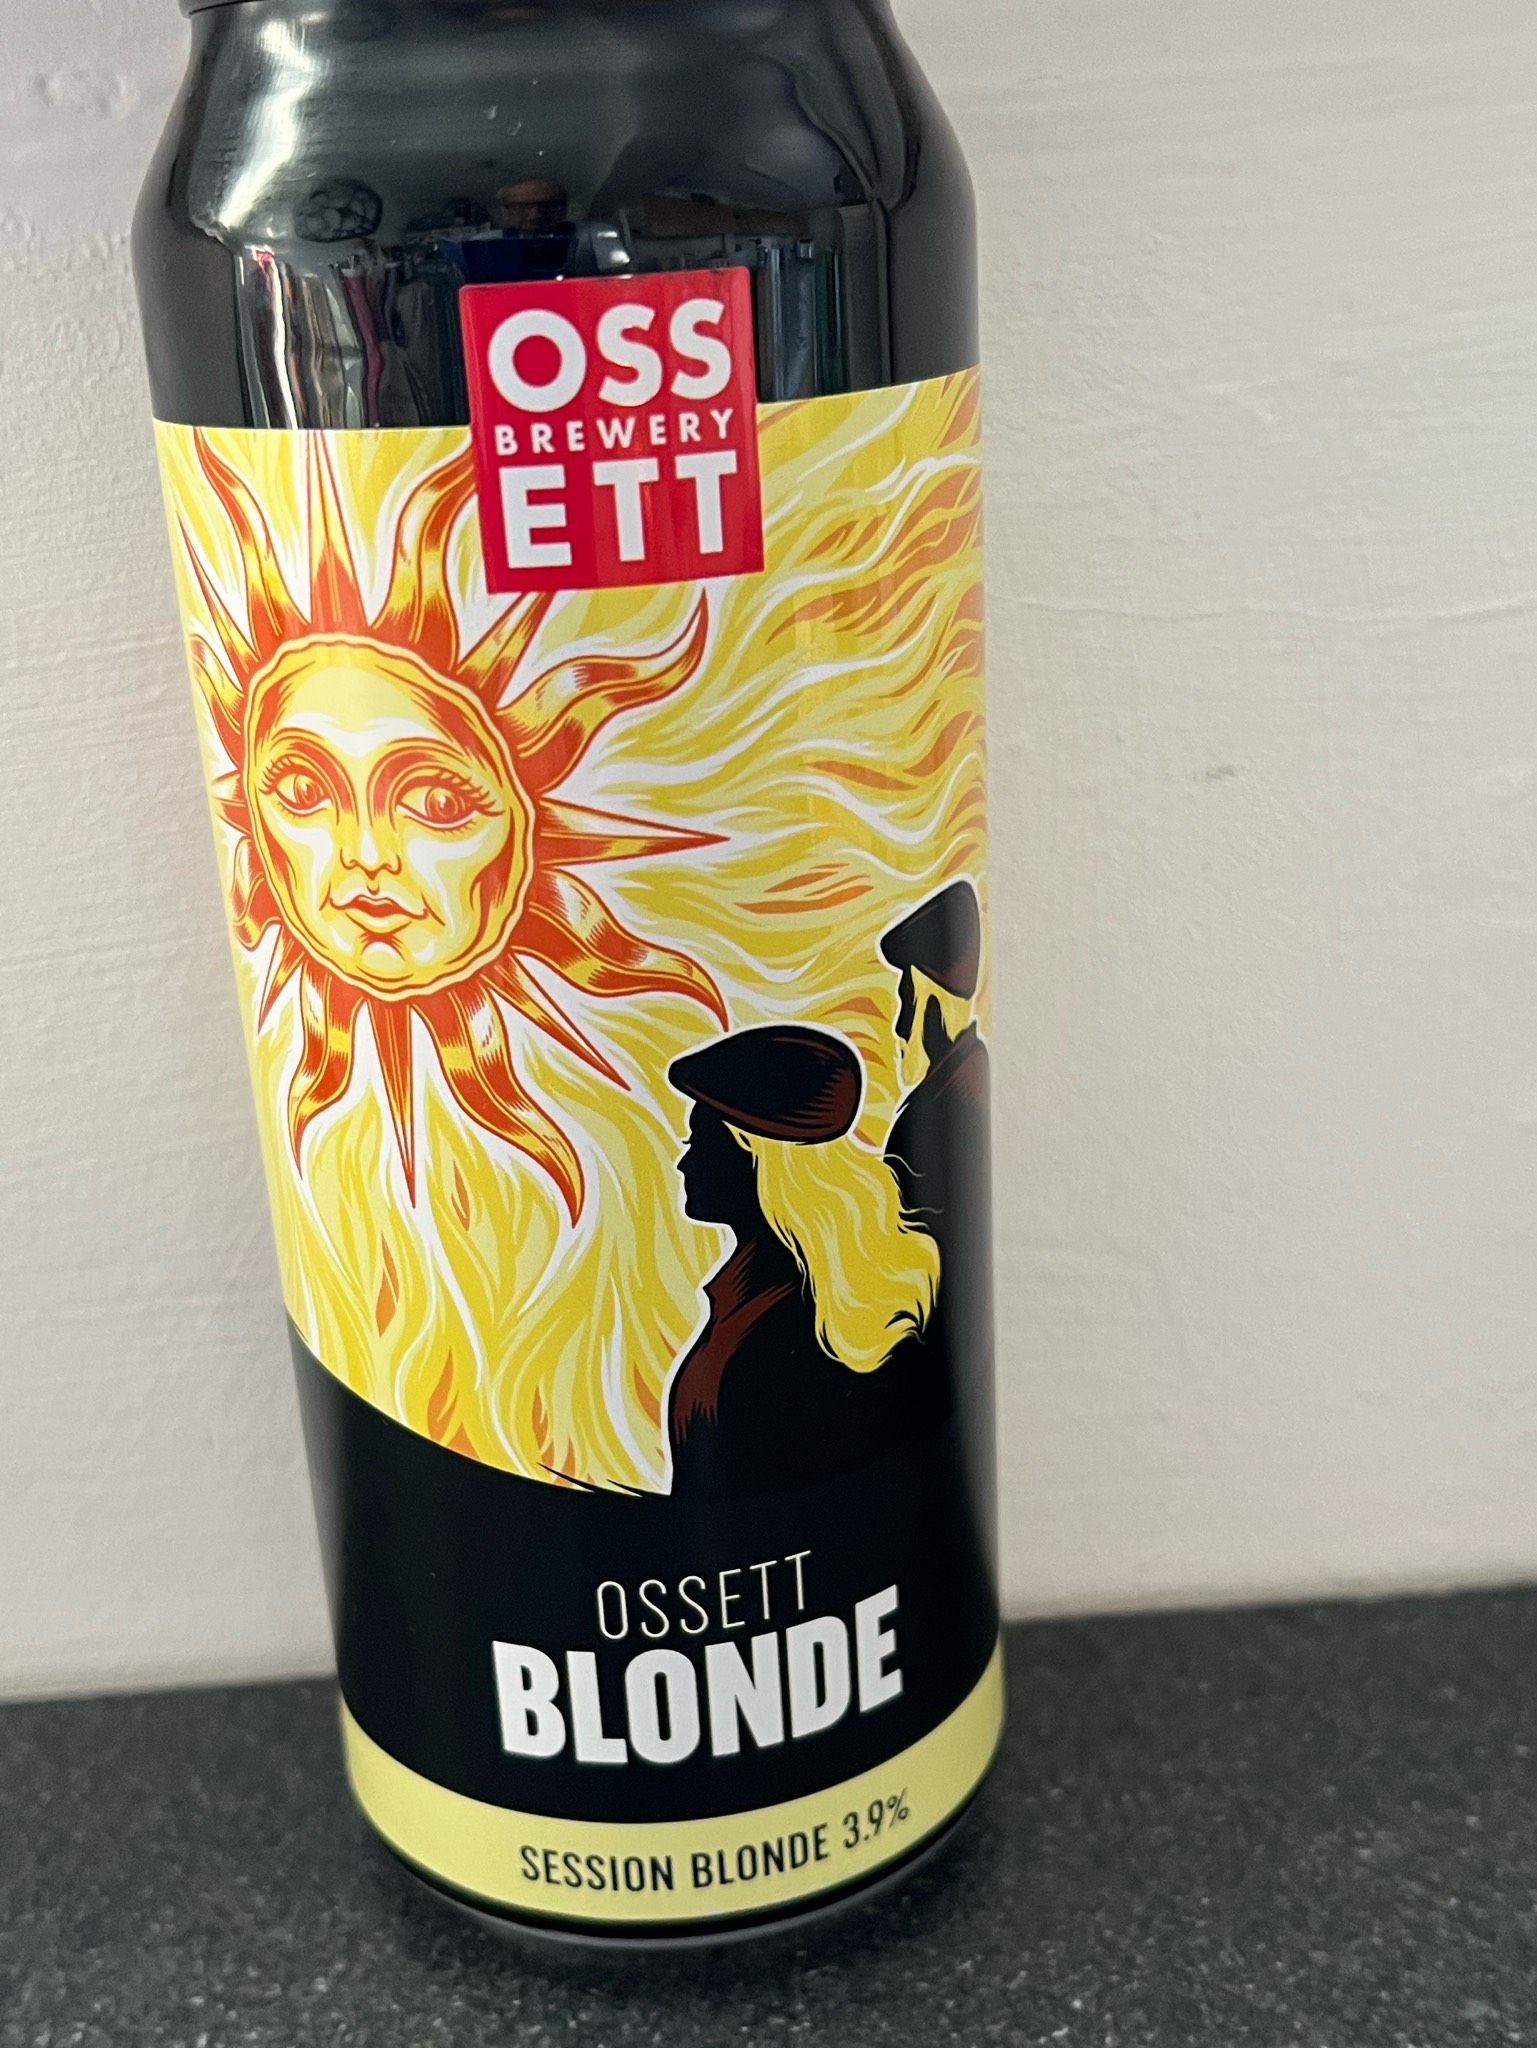 OSS
BREWERY
ETT
OSSETT
BLONDE
SESSION BLONDE 3.9%